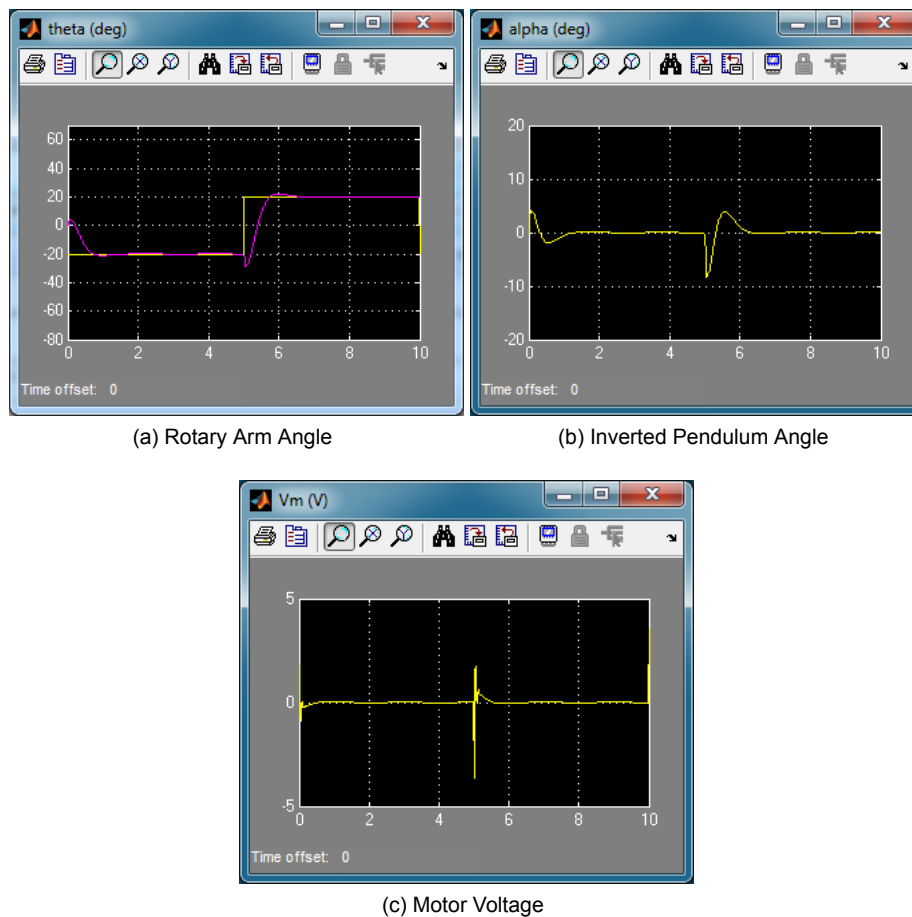 theta (deg)
60
40
20
0
-20
-40
-60
-80
0 2 4 6 8 10
Time offset: 0
(a) Rotary Arm Angle
alpha (deg)
20
10
0
-10
-20
0 2 4 6 8 10
Time offset: 0
(b) Inverted Pendulum Angle
Vm (V)
5
0
-5
0 2 4 6 8 10
Time offset: 0
(c) Motor Voltage